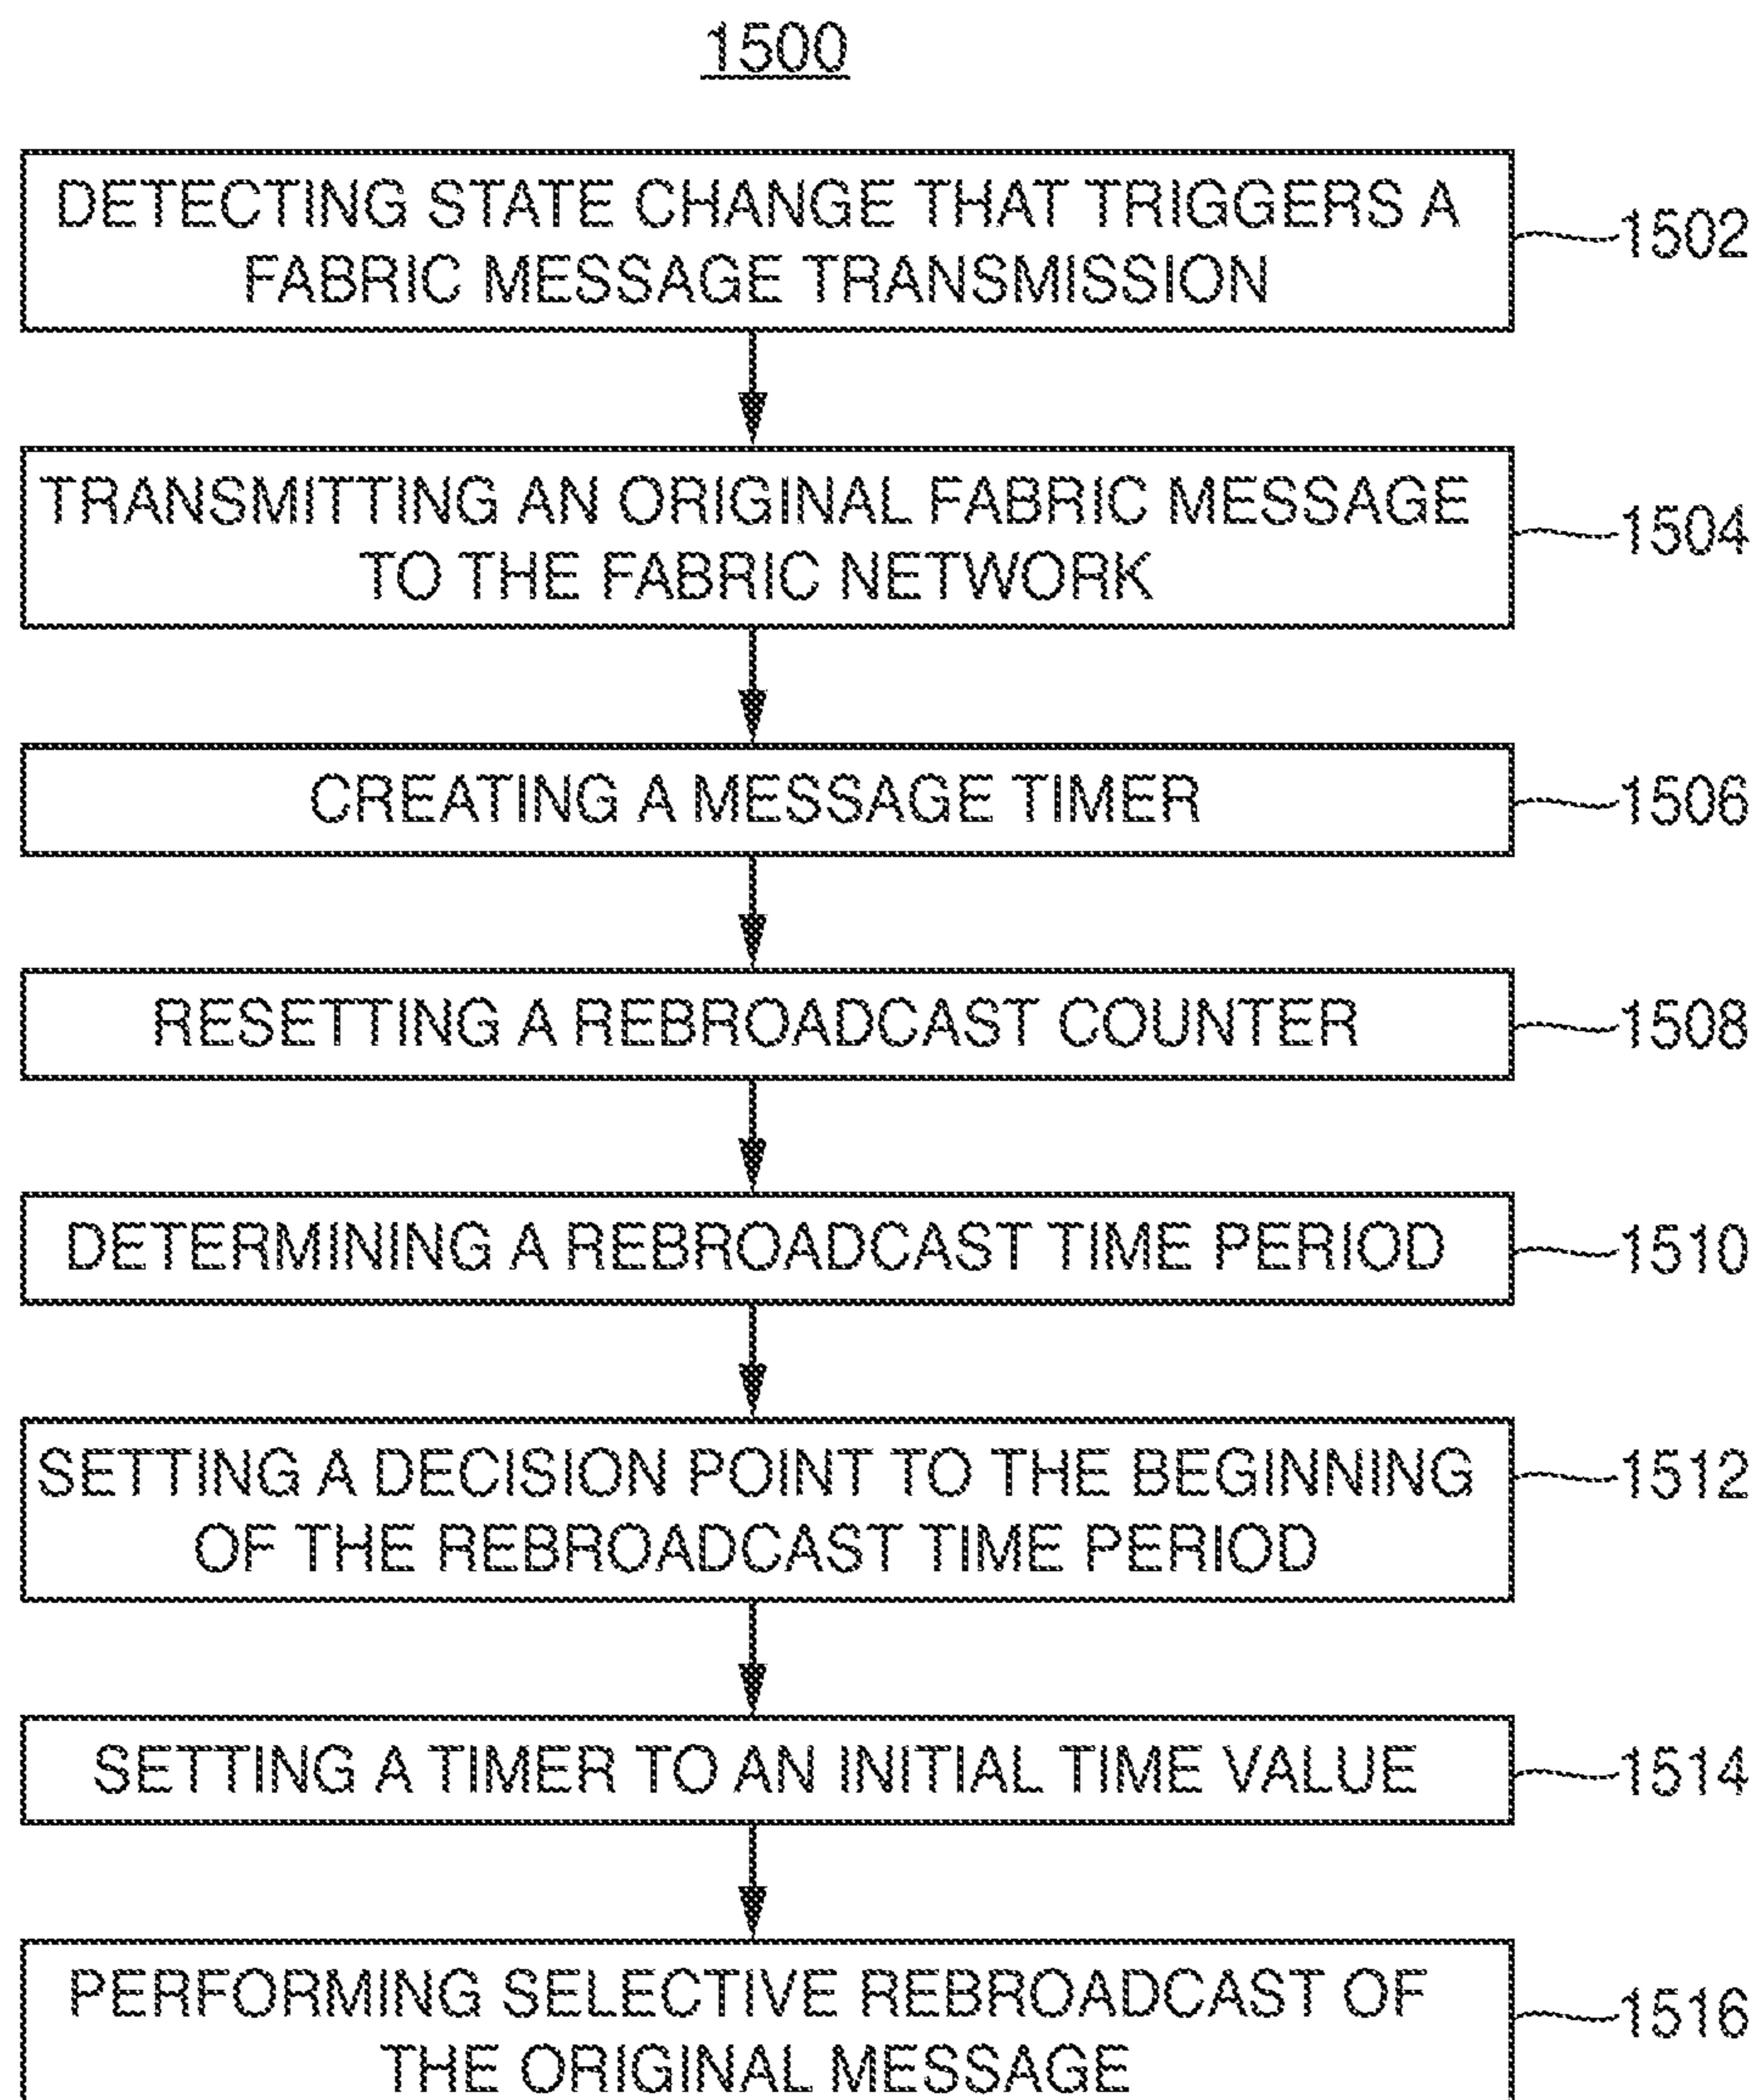 1500
DETECTING STATE CHANGE THAT TRIGGERS A
FABRIC MESSAGE TRANSMISSION
1502
TRANSMITTING AN ORIGINAL FABRIC MESSAGE
TO THE FABRIC NETWORK
1504
CREATING A MESSAGE TIMER
1506
RESETTING A REBROADCAST COUNTER
1508
DETERMINING A REBROADCAST TIME PERIOD
1510
SETTING A DECISION POINT TO THE BEGINNING
OF THE REBROADCAST TIME PERIOD
1512
SETTING A TIMER TO AN INITIAL TIME VALUE
1514
PERFORMING SELECTIVE REBROADCAST OF
THE ORIGINAL MESSAGE
1516